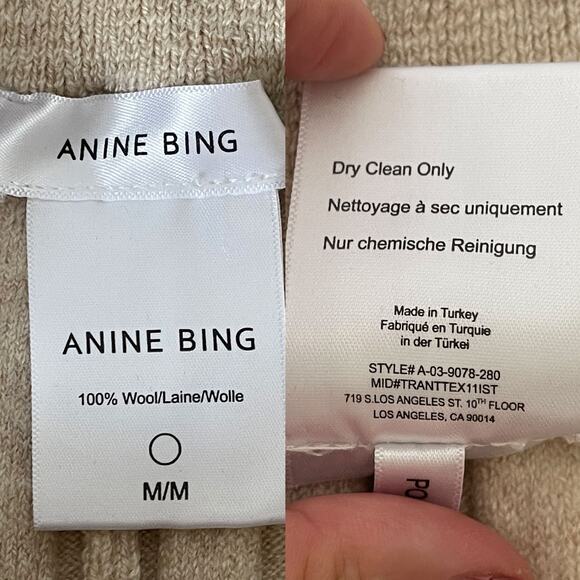 ANINE BING
ANINE BING
100% Wool/Laine/Wolle
M/M
Dry Clean Only
Nettoyage à sec uniquement
Nur chemische Reinigung
Made in Turkey
Fabriqué en Turquie
in der Türkei
STYLE# A-03-9078-280
MID#TRANTTEX11IST
719 S.LOS ANGELES ST. 10TH FLOOR
LOS ANGELES, CA 90014